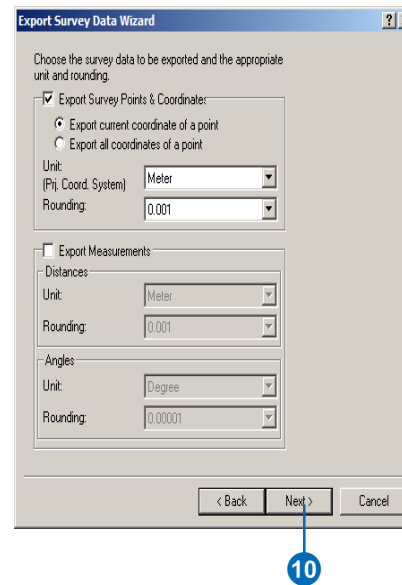 Export Survey Data Wizard ?
Choose the survey data to be exported and the appropriate
unit and rounding.
Export Survey Points & Coordinates
Export current coordinate of a point
Export all coordinates of a point
Unit:
(Prj. Coord. System) Meter
Rounding: 0.001
Export Measurements
Distances
Unit: Meter
Rounding: 0.001
Angles
Unit: Degree
Rounding: 0.00001
< Back Next > Cancel
10